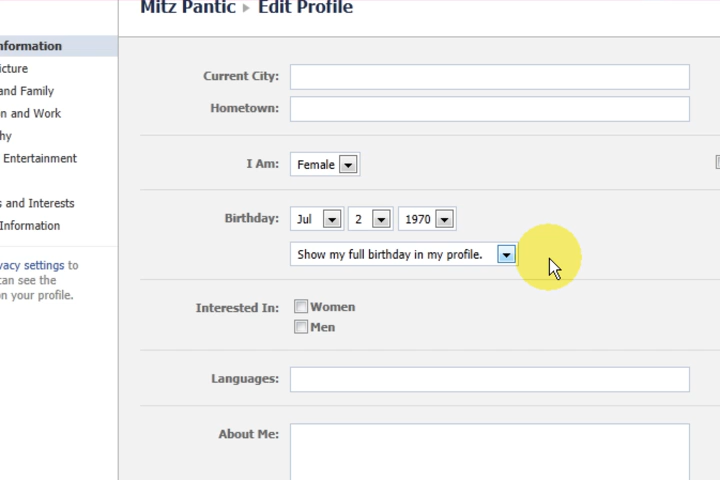 Mitz Pantic ▸ Edit Profile
nformation
icture
and Family
n and Work
hy
Entertainment
s and Interests
Information
vacy settings to
can see the
on your profile.
Current City:
Hometown:
I Am: Female
Birthday: Jul 2 1970
Show my full birthday in my profile.
Interested In: Women
Men
Languages:
About Me: